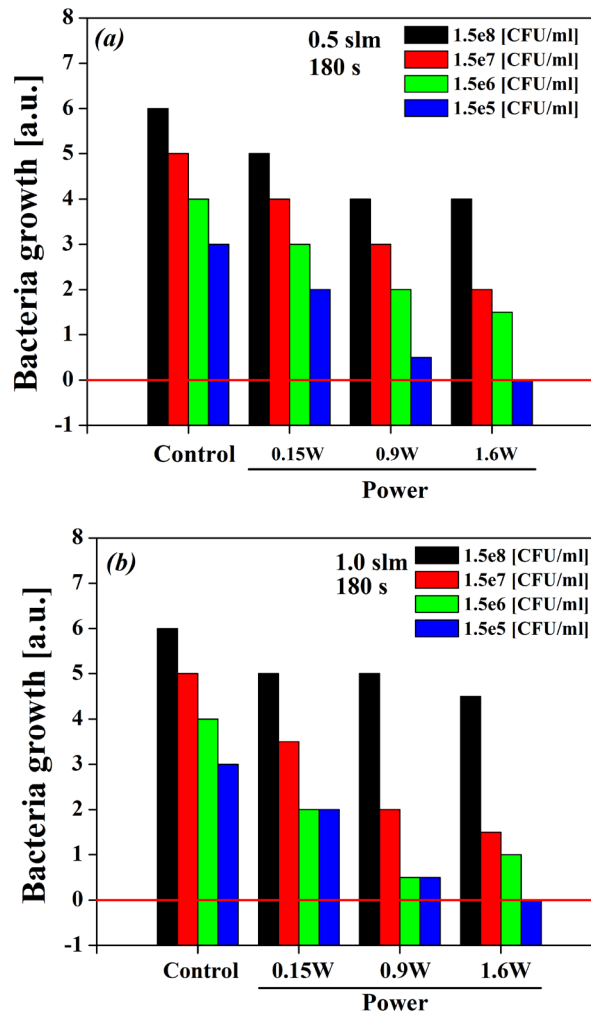 (a)
0.5 slm
180 s
1.5e8 [CFU/ml]
1.5e7 [CFU/ml]
1.5e6 [CFU/ml]
1.5e5 [CFU/ml]
Bacteria growth [a.u.]
8
7
6
5
4
3
2
1
0
-1
Control 0.15W 0.9W 1.6W
Power
(b)
1.0 slm
180 s
1.5e8 [CFU/ml]
1.5e7 [CFU/ml]
1.5e6 [CFU/ml]
1.5e5 [CFU/ml]
Bacteria growth [a.u.]
8
7
6
5
4
3
2
1
0
-1
Control 0.15W 0.9W 1.6W
Power